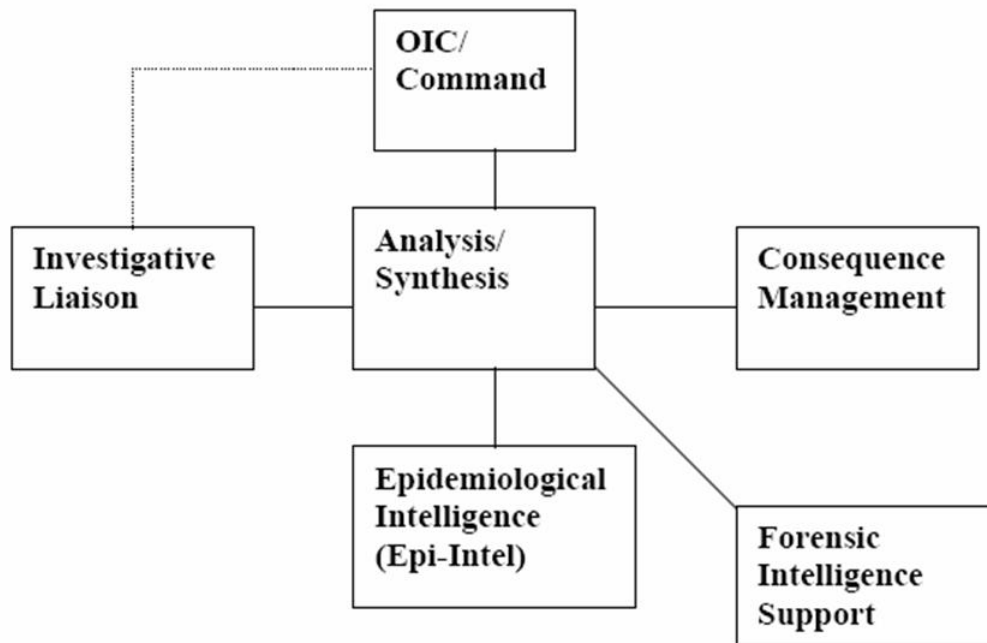 OIC/
Command
Investigative
Liaison
Analysis/
Synthesis
Consequence
Management
Epidemiological
Intelligence
(Epi-Intel)
Forensic
Intelligence
Support